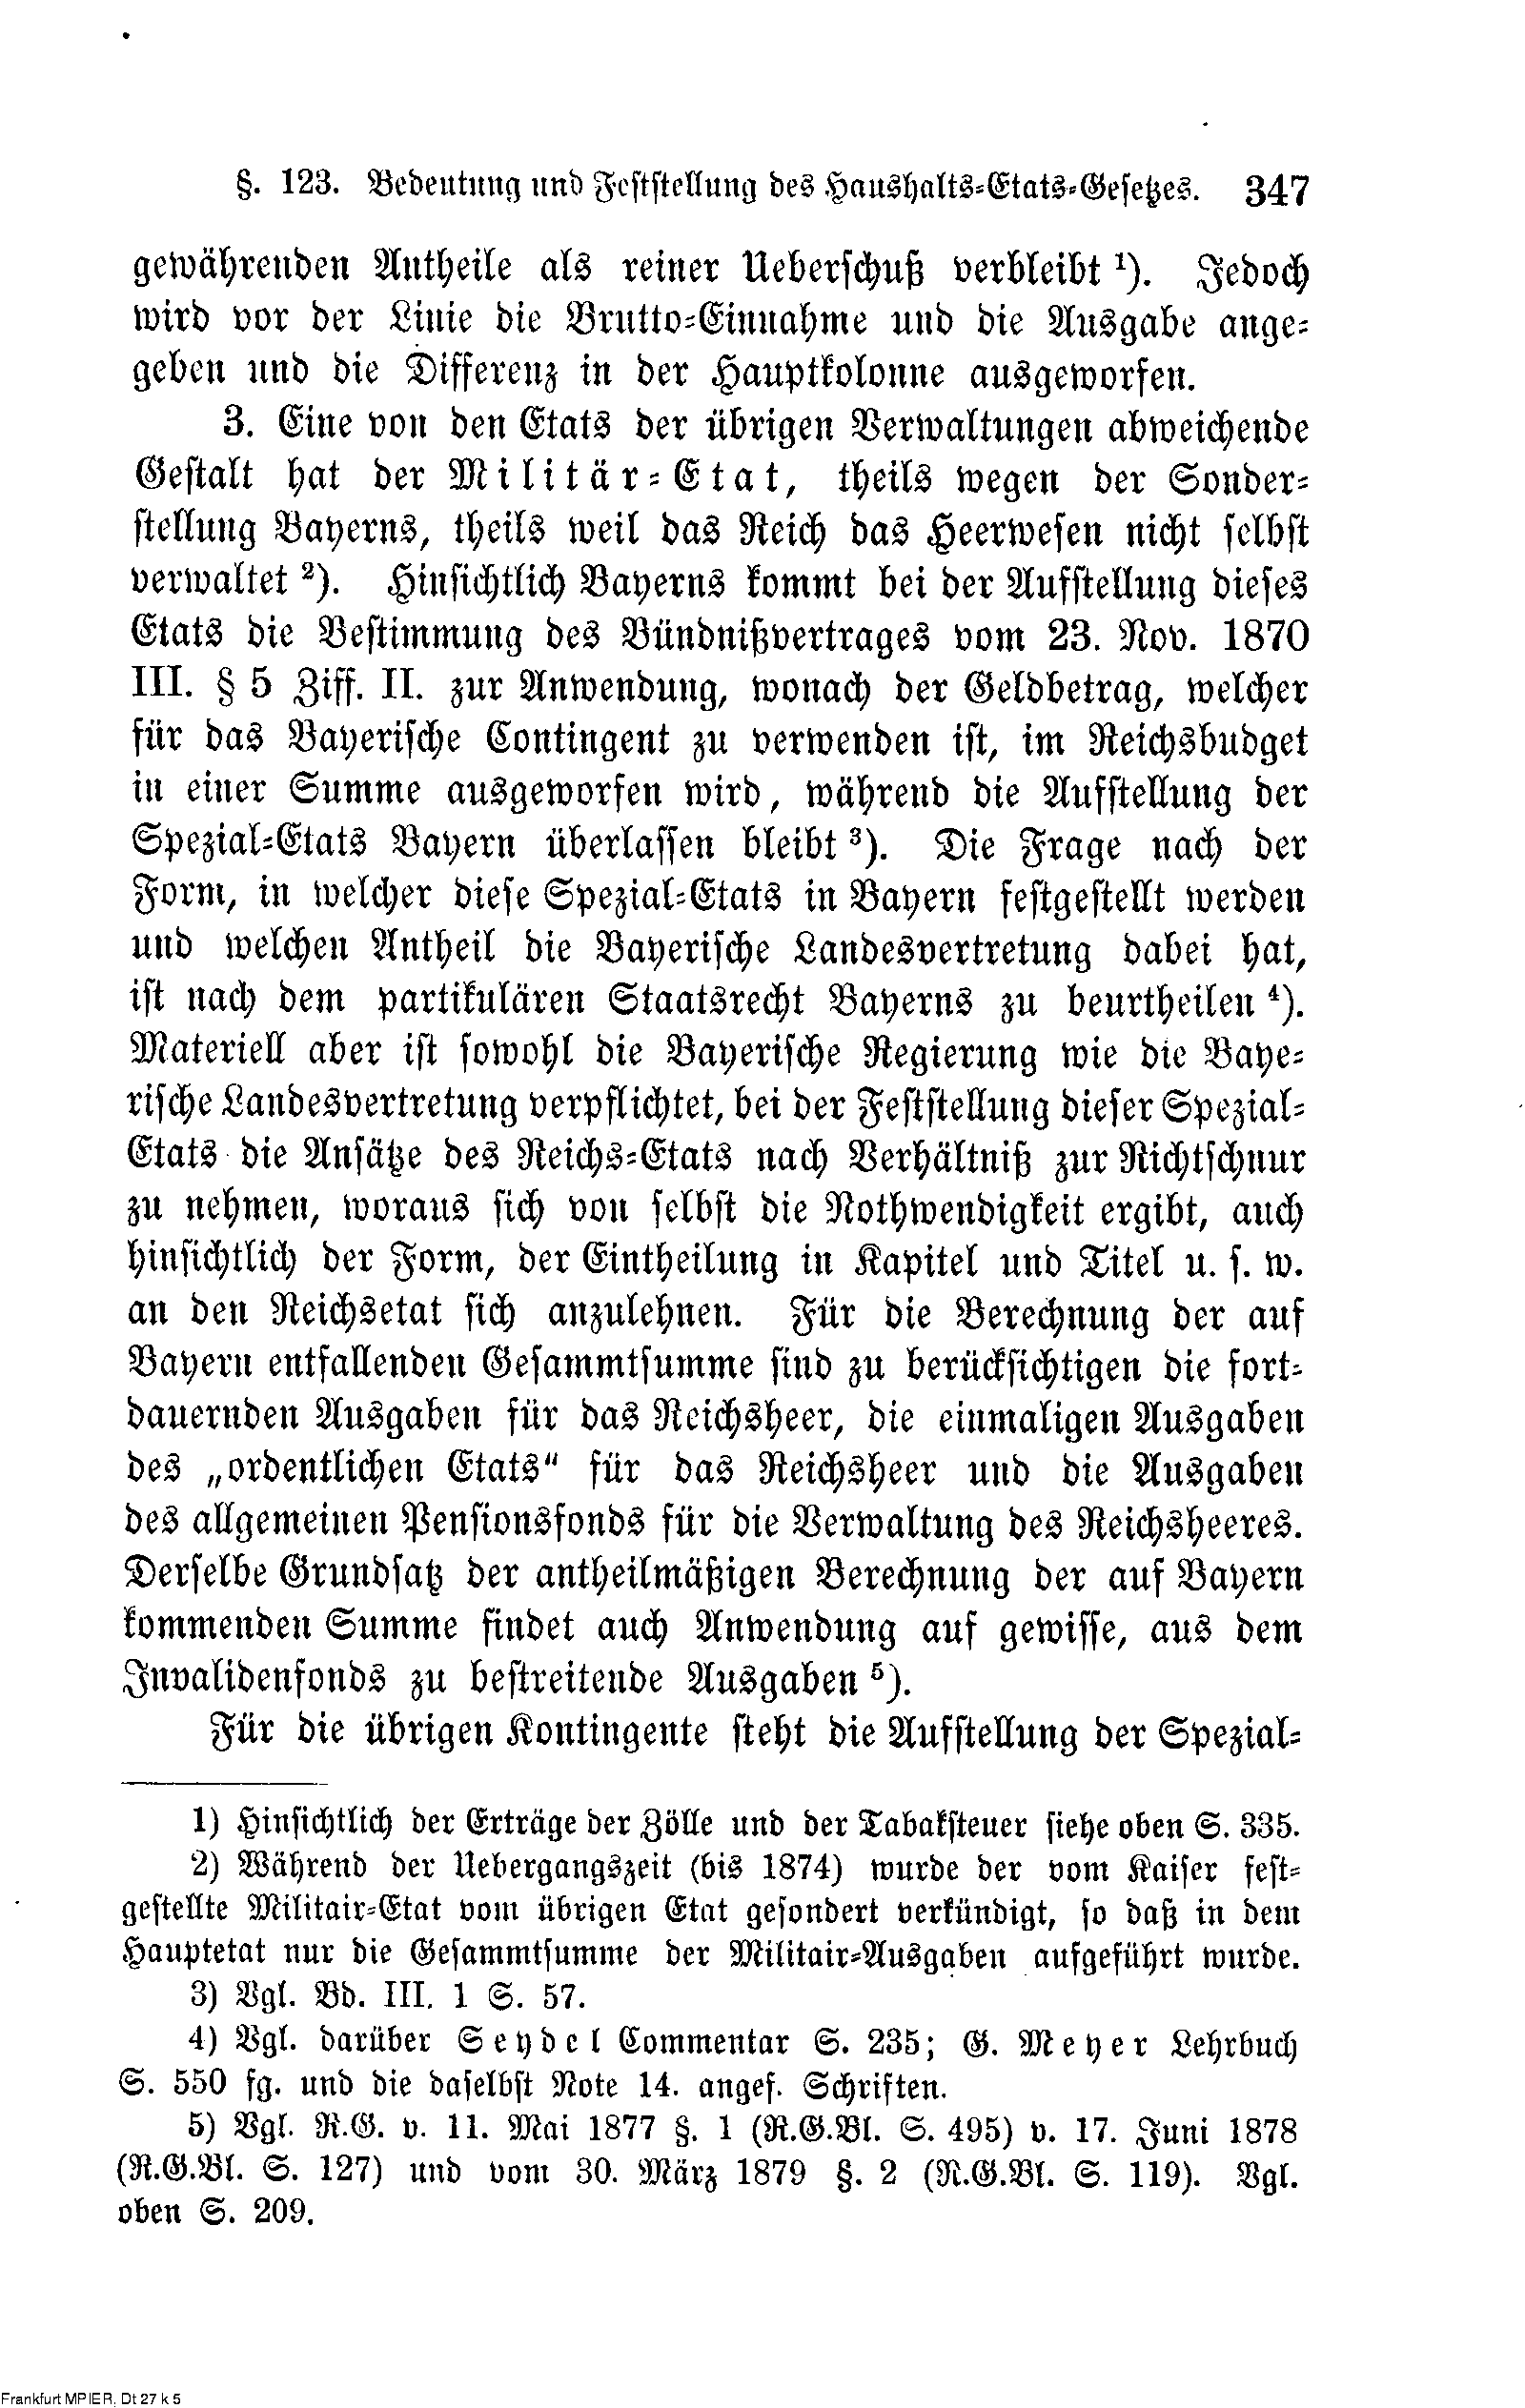 §. 123. Bedeutung und Feststellung des Haushalts-Etats-Gesetzes. 347
gewährenden Antheile als reiner Ueberschuß verbleibt ¹). Jedoch
wird vor der Linie die Brutto-Einnahme und die Ausgabe ange-
geben und die Differenz in der Hauptkolonne ausgeworfen.
3. Eine von den Etats der übrigen Verwaltungen abweichende
Gestalt hat der Militär-Etat, theils wegen der Sonder-
stellung Bayerns, theils weil das Reich das Heerwesen nicht selbst
verwaltet ²). Hinsichtlich Bayerns kommt bei der Aufstellung dieses
Etats die Bestimmung des Bündnißvertrages vom 23. Nov. 1870
III. § 5 Ziff. II. zur Anwendung, wonach der Geldbetrag, welcher
für das Bayerische Contingent zu verwenden ist, im Reichsbudget
in einer Summe ausgeworfen wird, während die Aufstellung der
Spezial-Etats Bayern überlassen bleibt ³). Die Frage nach der
Form, in welcher diese Spezial-Etats in Bayern festgestellt werden
und welchen Antheil die Bayerische Landesvertretung dabei hat,
ist nach dem partikulären Staatsrecht Bayerns zu beurtheilen ⁴).
Materiell aber ist sowohl die Bayerische Regierung wie die Baye-
rische Landesvertretung verpflichtet, bei der Feststellung dieser Spezial-
Etats die Ansätze des Reichs-Etats nach Verhältniß zur Richtschnur
zu nehmen, woraus sich von selbst die Nothwendigkeit ergibt, auch
hinsichtlich der Form, der Eintheilung in Kapitel und Titel u. s. w.
an den Reichsetat sich anzulehnen. Für die Berechnung der auf
Bayern entfallenden Gesammtsumme sind zu berücksichtigen die fort-
dauernden Ausgaben für das Reichsheer, die einmaligen Ausgaben
des „ordentlichen Etats“ für das Reichsheer und die Ausgaben
des allgemeinen Pensionsfonds für die Verwaltung des Reichsheeres.
Derselbe Grundsatz der antheilmäßigen Berechnung der auf Bayern
kommenden Summe findet auch Anwendung auf gewisse, aus dem
Invalidenfonds zu bestreitende Ausgaben ⁵).
Für die übrigen Kontingente steht die Aufstellung der Spezial-
1) Hinsichtlich der Erträge der Zölle und der Tabaksteuer siehe oben S. 335.
2) Während der Uebergangszeit (bis 1874) wurde der vom Kaiser fest-
gestellte Militair-Etat vom übrigen Etat gesondert verkündigt, so daß in dem
Hauptetat nur die Gesammtsumme der Militair-Ausgaben aufgeführt wurde.
3) Vgl. Bd. III. 1 S. 57.
4) Vgl. darüber Seydel Commentar S. 235; G. Meyer Lehrbuch
S. 550 fg. und die daselbst Note 14. angef. Schriften.
5) Vgl. R.G. v. 11. Mai 1877 §. 1 (R.G.Bl. S. 495) v. 17. Juni 1878
(R.G.Bl. S. 127) und vom 30. März 1879 §. 2 (R.G.Bl. S. 119). Vgl.
oben S. 209.
Frankfurt MPIER, Dt 27 k 5